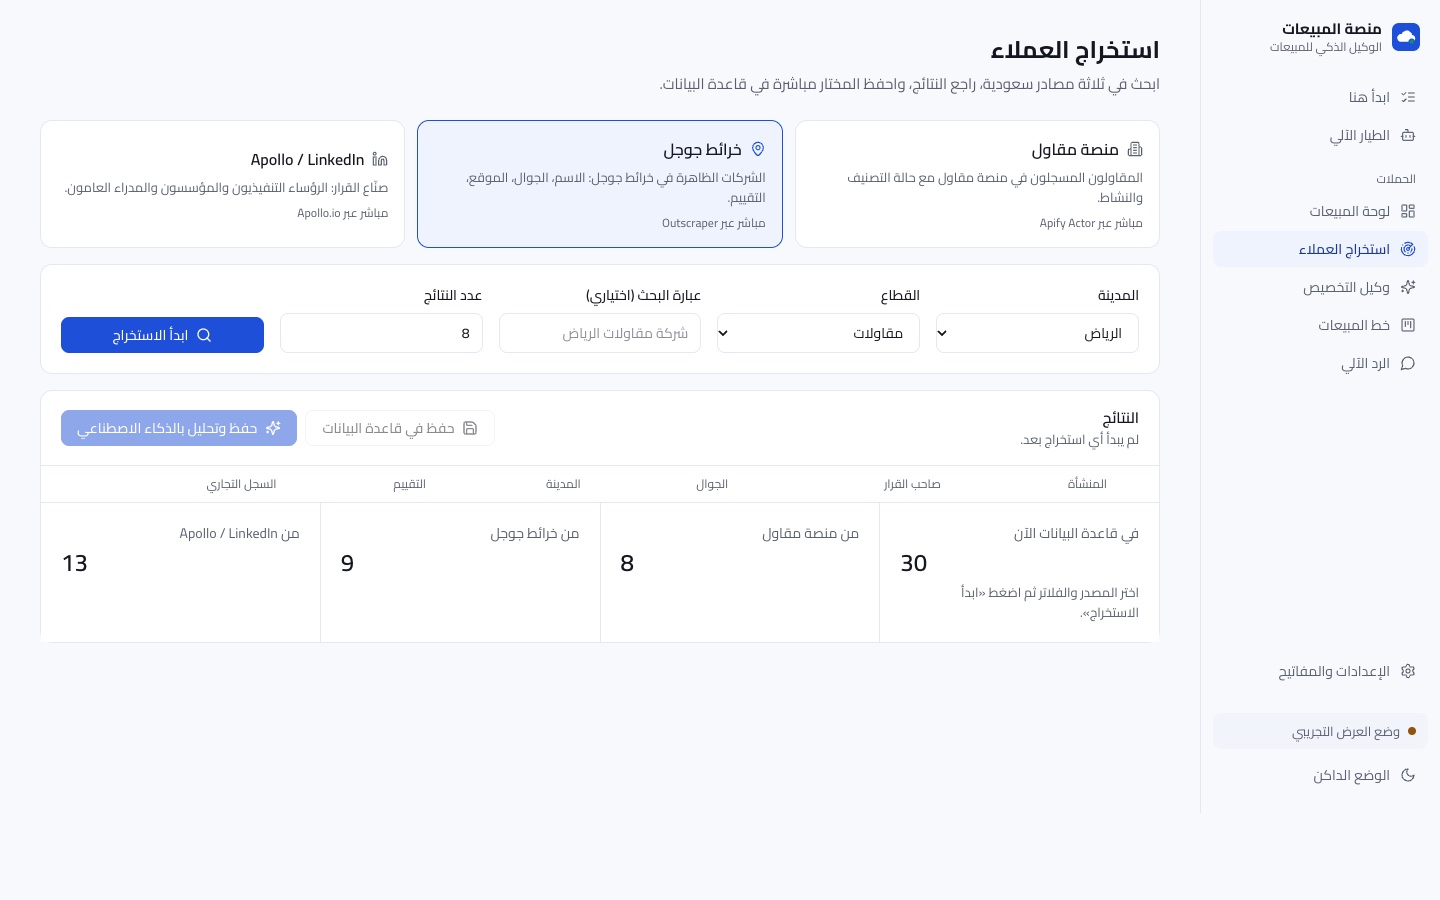 منصة المبيعات
الوكيل الذكي للمبيعات
ابدأ هنا
الطيار الآلي
الحملات
لوحة المبيعات
استخراج العملاء
وكيل التخصيص
خط المبيعات
الرد الآلي
الإعدادات والمفاتيح
وضع العرض التجريبي
الوضع الداكن
استخراج العملاء
ابحث في ثلاثة مصادر سعودية، راجع النتائج، واحفظ المختار مباشرة في قاعدة البيانات.
منصة مقاول
المقاولون المسجلون في منصة مقاول مع حالة التصنيف
والنشاط.
مباشر عبر Apify Actor
خرائط جوجل
الشركات الظاهرة في خرائط جوجل: الاسم، الجوال، الموقع،
التقييم.
مباشر عبر Outscraper
Apollo / LinkedIn
صنّاع القرار: الرؤساء التنفيذيون والمؤسسون والمدراء العامون.
مباشر عبر Apollo.io
المدينة
الرياض
القطاع
مقاولات
عبارة البحث (اختياري)
شركة مقاولات الرياض
عدد النتائج
8
ابدأ الاستخراج
النتائج
لم يبدأ أي استخراج بعد.
حفظ في قاعدة البيانات
حفظ وتحليل بالذكاء الاصطناعي
المنشأة
صاحب القرار
الجوال
المدينة
التقييم
السجل التجاري
في قاعدة البيانات الآن
30
اختر المصدر والفلاتر ثم اضغط «ابدأ
الاستخراج».
من منصة مقاول
8
من خرائط جوجل
9
من Apollo / LinkedIn
13